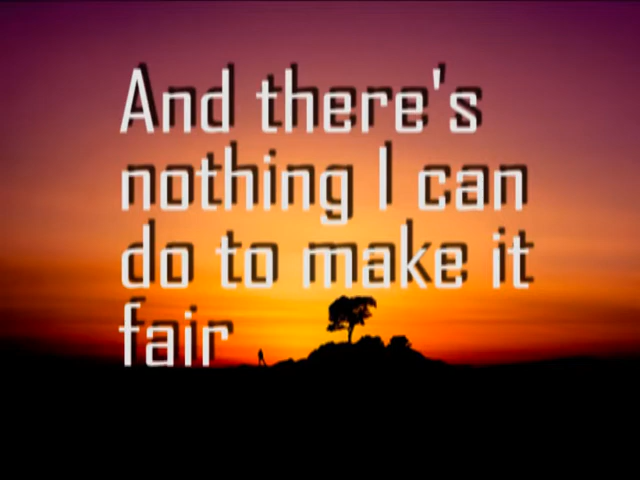 And there's
nothing I can
do to make it
fair